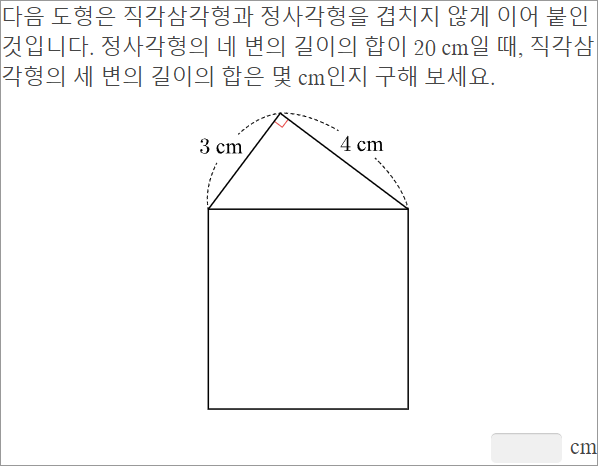 다음 도형은 직각삼각형과 정사각형을 겹치지 않게 이어 붙인
것입니다. 정사각형의 네 변의 길이의 합이 20 cm일 때, 직각삼
각형의 세 변의 길이의 합은 몇 cm인지 구해 보세요.
3 cm
4 cm
cm